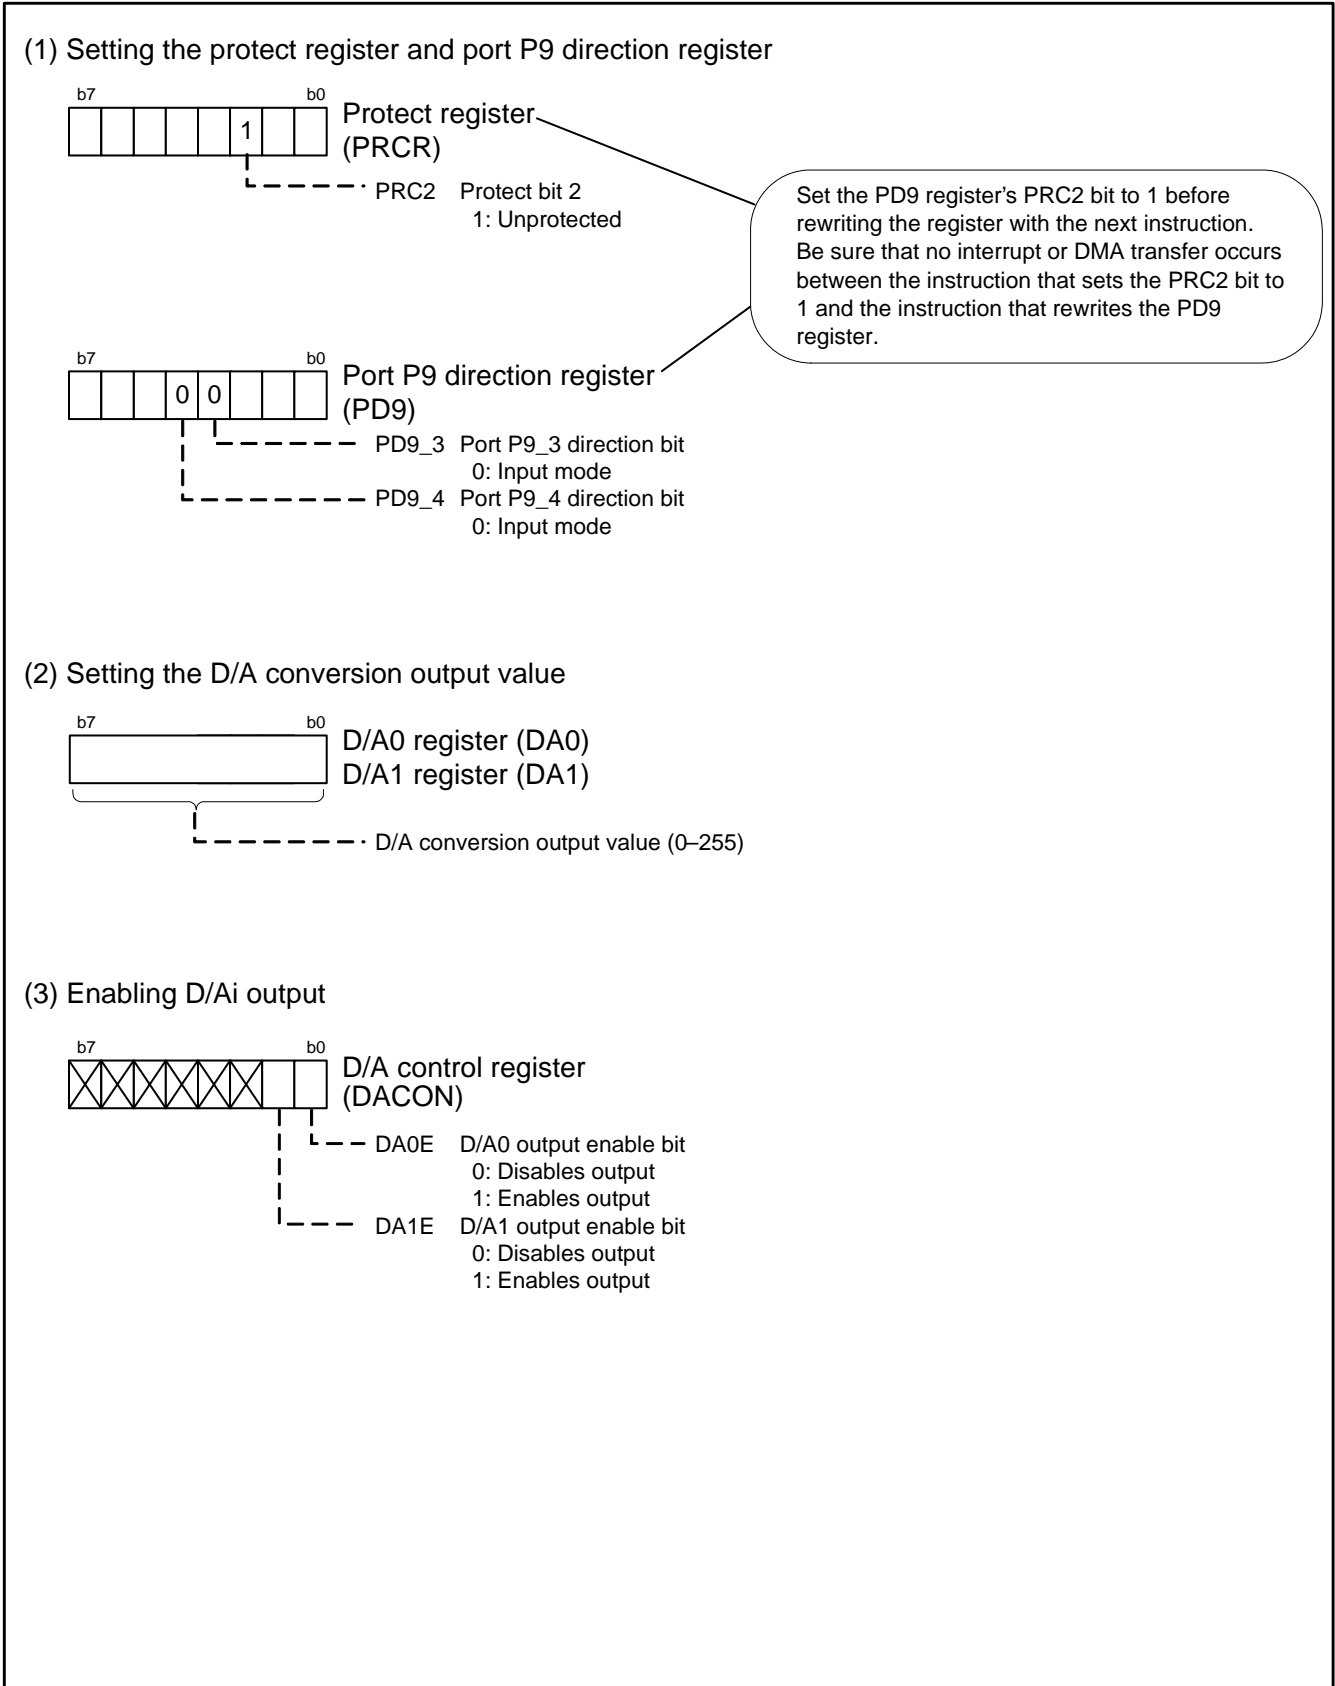 (1) Setting the protect register and port P9 direction register
b7 b0
1
Protect register
(PRCR)
PRC2 Protect bit 2
1: Unprotected
Set the PD9 register’s PRC2 bit to 1 before
rewriting the register with the next instruction.
Be sure that no interrupt or DMA transfer occurs
between the instruction that sets the PRC2 bit to
1 and the instruction that rewrites the PD9
register.
b7 b0
0 0
Port P9 direction register
(PD9)
PD9_3 Port P9_3 direction bit
0: Input mode
PD9_4 Port P9_4 direction bit
0: Input mode
(2) Setting the D/A conversion output value
b7 b0
D/A0 register (DA0)
D/A1 register (DA1)
D/A conversion output value (0–255)
(3) Enabling D/Ai output
b7 b0
D/A control register
(DACON)
DA0E D/A0 output enable bit
0: Disables output
1: Enables output
DA1E D/A1 output enable bit
0: Disables output
1: Enables output